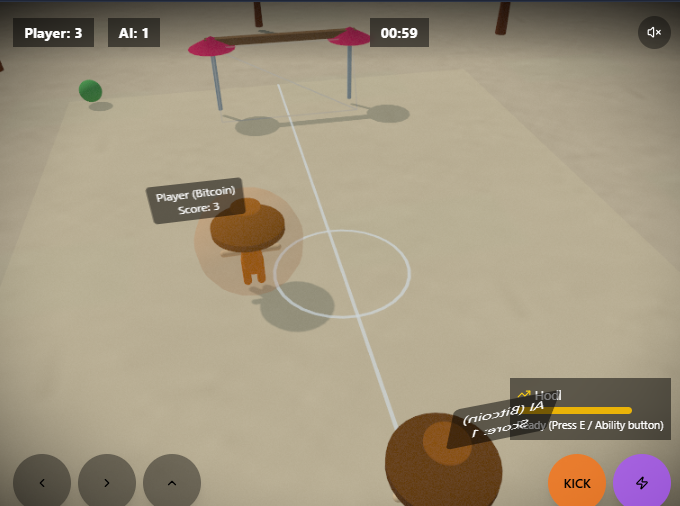 Player: 3
AI: 1
00:59
Player (Bitcoin)
Score: 3
Hodl
AI (Bitcoin)
Score: 1
Ready (Press E / Ability button)
KICK